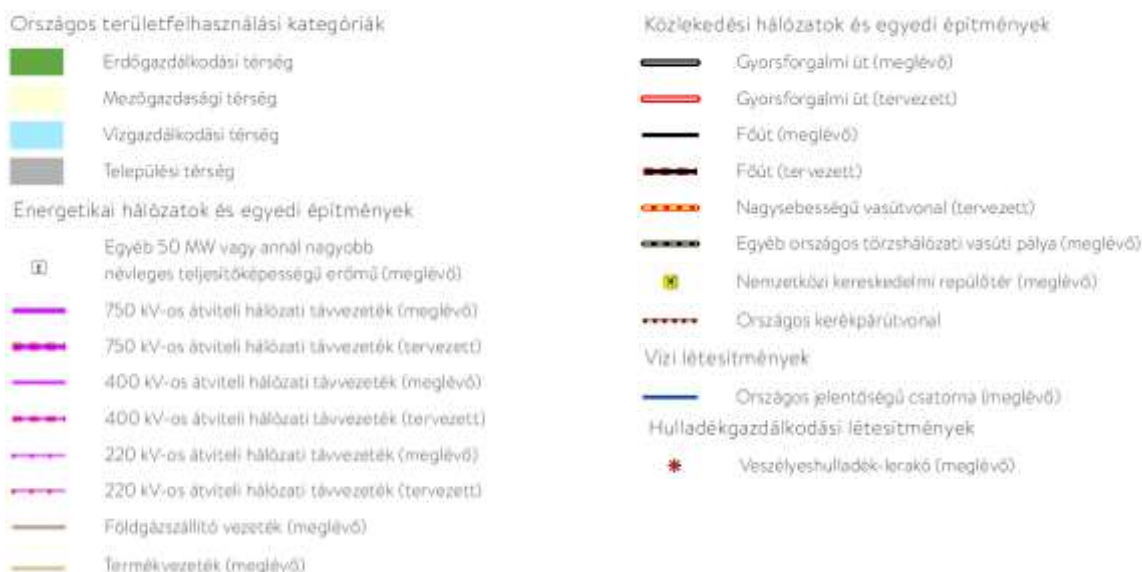 Országos területfelhasználási kategóriák
Erdőgazdálkodási térség
Mezőgazdasági térség
Vízgazdálkodási térség
Települési térség
Energetikai hálózatok és egyedi építmények
Egyéb 50 MW vagy annál nagyobb
névleges teljesítőképességű erőmű (meglévő)
750 kV-os átviteli hálózati távvezeték (meglévő)
750 kV-os átviteli hálózati távvezeték (tervezett)
400 kV-os átviteli hálózati távvezeték (meglévő)
400 kV-os átviteli hálózati távvezeték (tervezett)
220 kV-os átviteli hálózati távvezeték (meglévő)
220 kV-os átviteli hálózati távvezeték (tervezett)
Földgázszállító vezeték (meglévő)
Termékvezeték (meglévő)
Közlekedési hálózatok és egyedi építmények
Gyorsforgalmi út (meglévő)
Gyorsforgalmi út (tervezett)
Főút (meglévő)
Főút (tervezett)
Nagysebességű vasútvonal (tervezett)
Egyéb országos törzshálózati vasúti pálya (meglévő)
Nemzetközi kereskedelmi repülőtér (meglévő)
Országos kerékpárútvonal
Vízi létesítmények
Országos jelentőségű csatorna (meglévő)
Hulladékgazdálkodási létesítmények
Veszélyeshulladék-lerakó (meglévő)